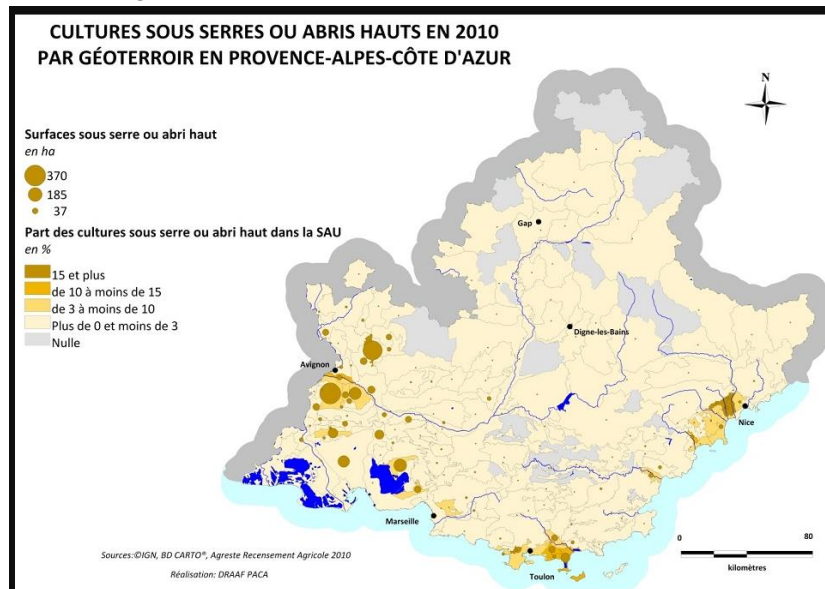 CULTURES SOUS SERRES OU ABRIS HAUTS EN 2010
PAR GÉOTERROIR EN PROVENCE-ALPES-CÔTE D'AZUR
N
Surfaces sous serre ou abri haut
en ha
370
185
37
Part des cultures sous serre ou abri haut dans la SAU
en %
15 et plus
de 10 à moins de 15
de 3 à moins de 10
Plus de 0 et moins de 3
Nulle
Gap
Digne-les-Bains
Avignon
Nice
Marseille
Toulon
0 80
kilomètres
Sources:©IGN, BD CARTO®, Agreste Recensement Agricole 2010
Réalisation: DRAAF PACA